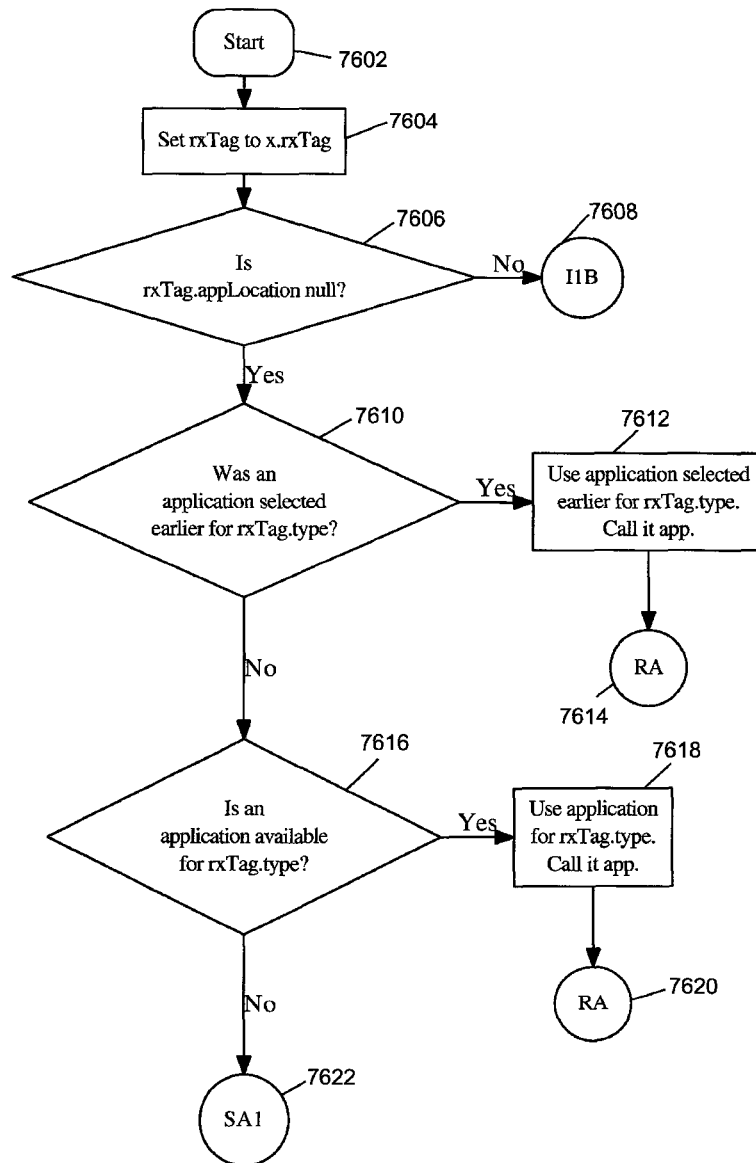 Start
7602
7604
Set rxTag to x.rxTag
7606
7608
Is
rxTag.appLocation null?
No
I1B
Yes
7610
7612
Was an
application selected
earlier for rxTag.type?
Yes
Use application selected
earlier for rxTag.type.
Call it app.
No
RA
7614
7616
7618
Is an
application available
for rxTag.type?
Yes
Use application
for rxTag.type.
Call it app.
No
RA
7620
7622
SA1